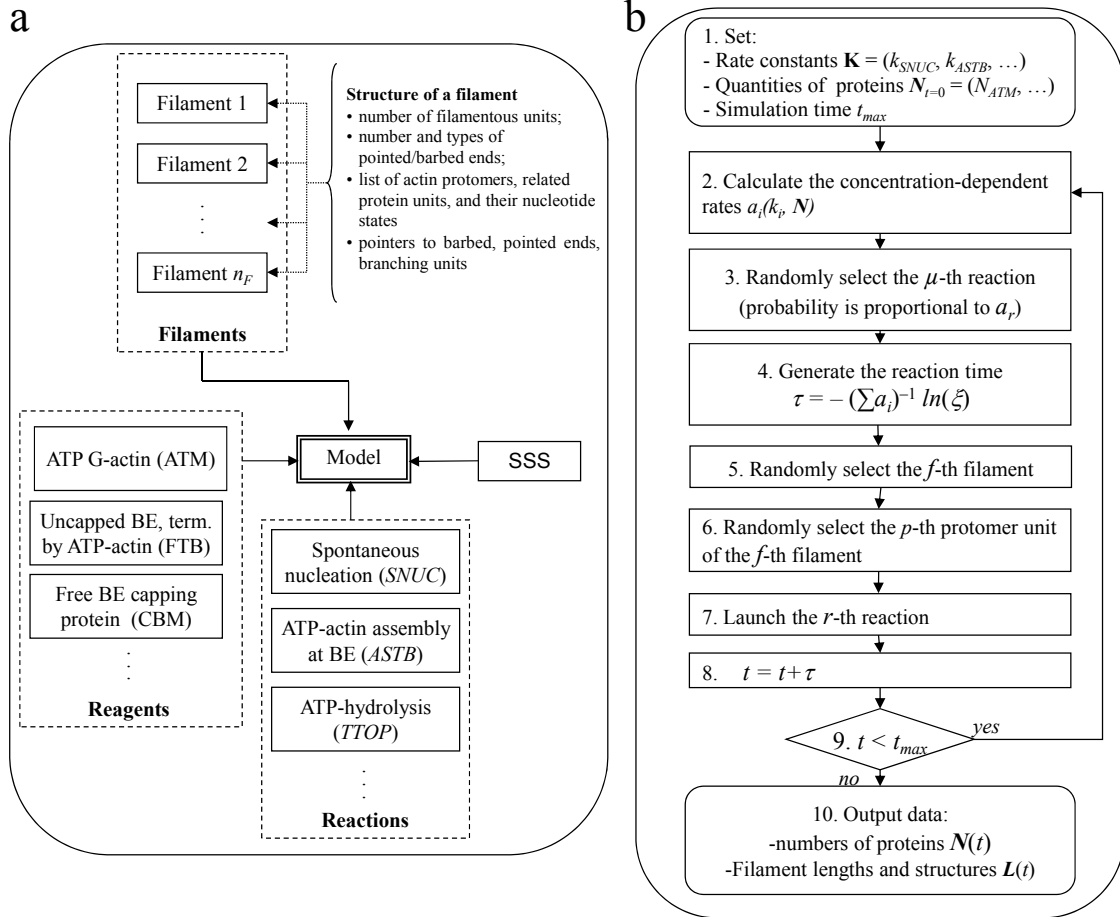 a
Filament 1
Filament 2
Filament n_F
Filaments
Structure of a filament
• number of filamentous units;
• number and types of
pointed/barbed ends;
• list of actin protomers, related
protein units, and their nucleotide
states
• pointers to barbed, pointed ends,
branching units
Model
SSS
ATP G-actin (ATM)
Uncapped BE, term.
by ATP-actin (FTB)
Free BE capping
protein (CBM)
Reagents
Spontaneous
nucleation (SNUC)
ATP-actin assembly
at BE (ASTB)
ATP-hydrolysis
(TTOP)
Reactions
b
1. Set:
- Rate constants K = (k_SNUC, k_ASTB, …)
- Quantities of proteins N_t=0 = (N_ATM, …)
- Simulation time t_max
2. Calculate the concentration-dependent
rates a_i(k_i, N)
3. Randomly select the μ-th reaction
(probability is proportional to a_r)
4. Generate the reaction time
τ = – (∑a_i)⁻¹ ln(ξ)
5. Randomly select the f-th filament
6. Randomly select the p-th protomer unit
of the f-th filament
7. Launch the r-th reaction
8. t = t+τ
9. t < t_max
yes
no
10. Output data:
-numbers of proteins N(t)
-Filament lengths and structures L(t)